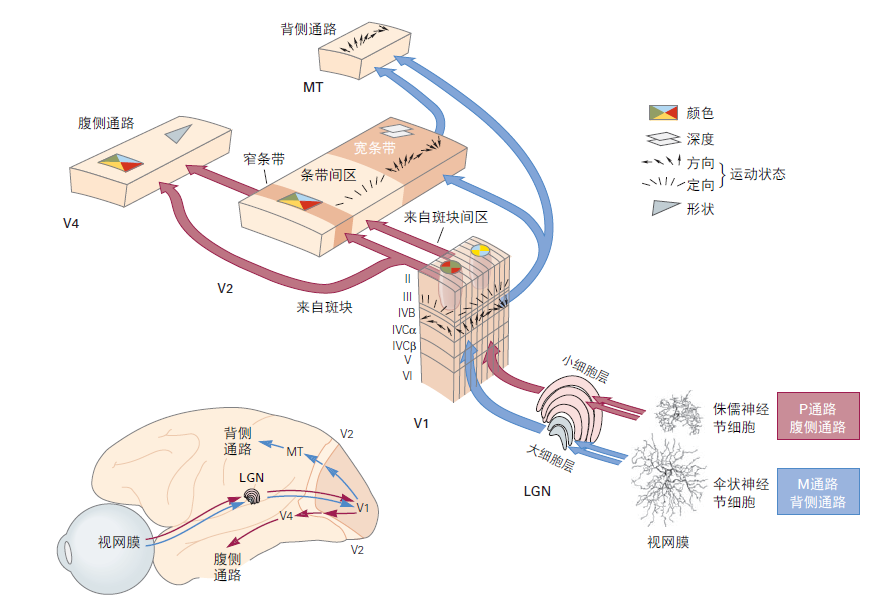 背侧通路
MT
腹侧通路
窄条带
宽条带
条带间区
颜色
深度
方向
定向
运动状态
形状
V4
来自斑块间区
V2
来自斑块
II
III
IVB
IVCα
IVCβ
V
VI
V1
小细胞层
大细胞层
LGN
侏儒神经
节细胞
P通路
腹侧通路
伞状神经
节细胞
M通路
背侧通路
视网膜
背侧
通路
MT
V2
LGN
V1
V4
V2
视网膜
腹侧
通路